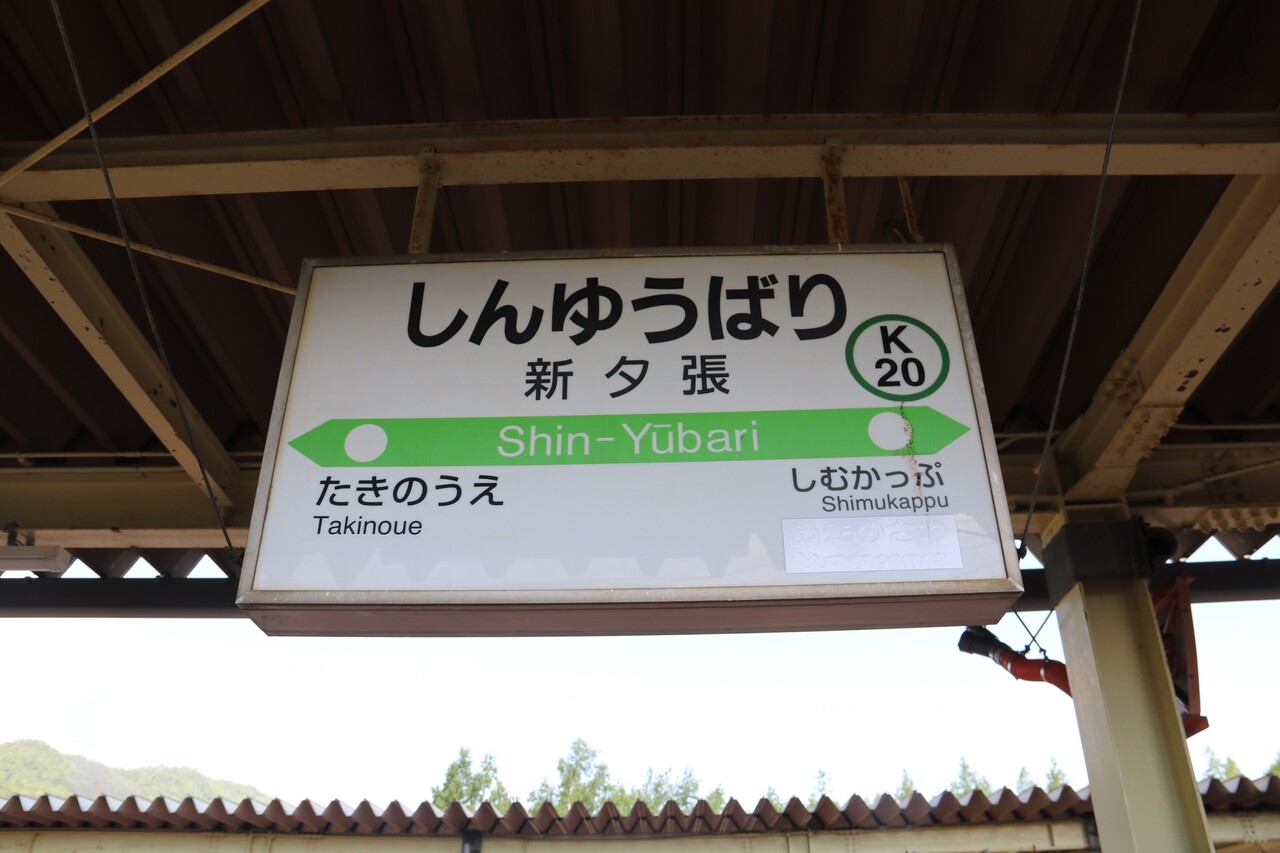 しんゆうばり
新夕張
K
20
Shin-Yūbari
たきのうえ
Takinoue
しむかっぷ
Shimukappu